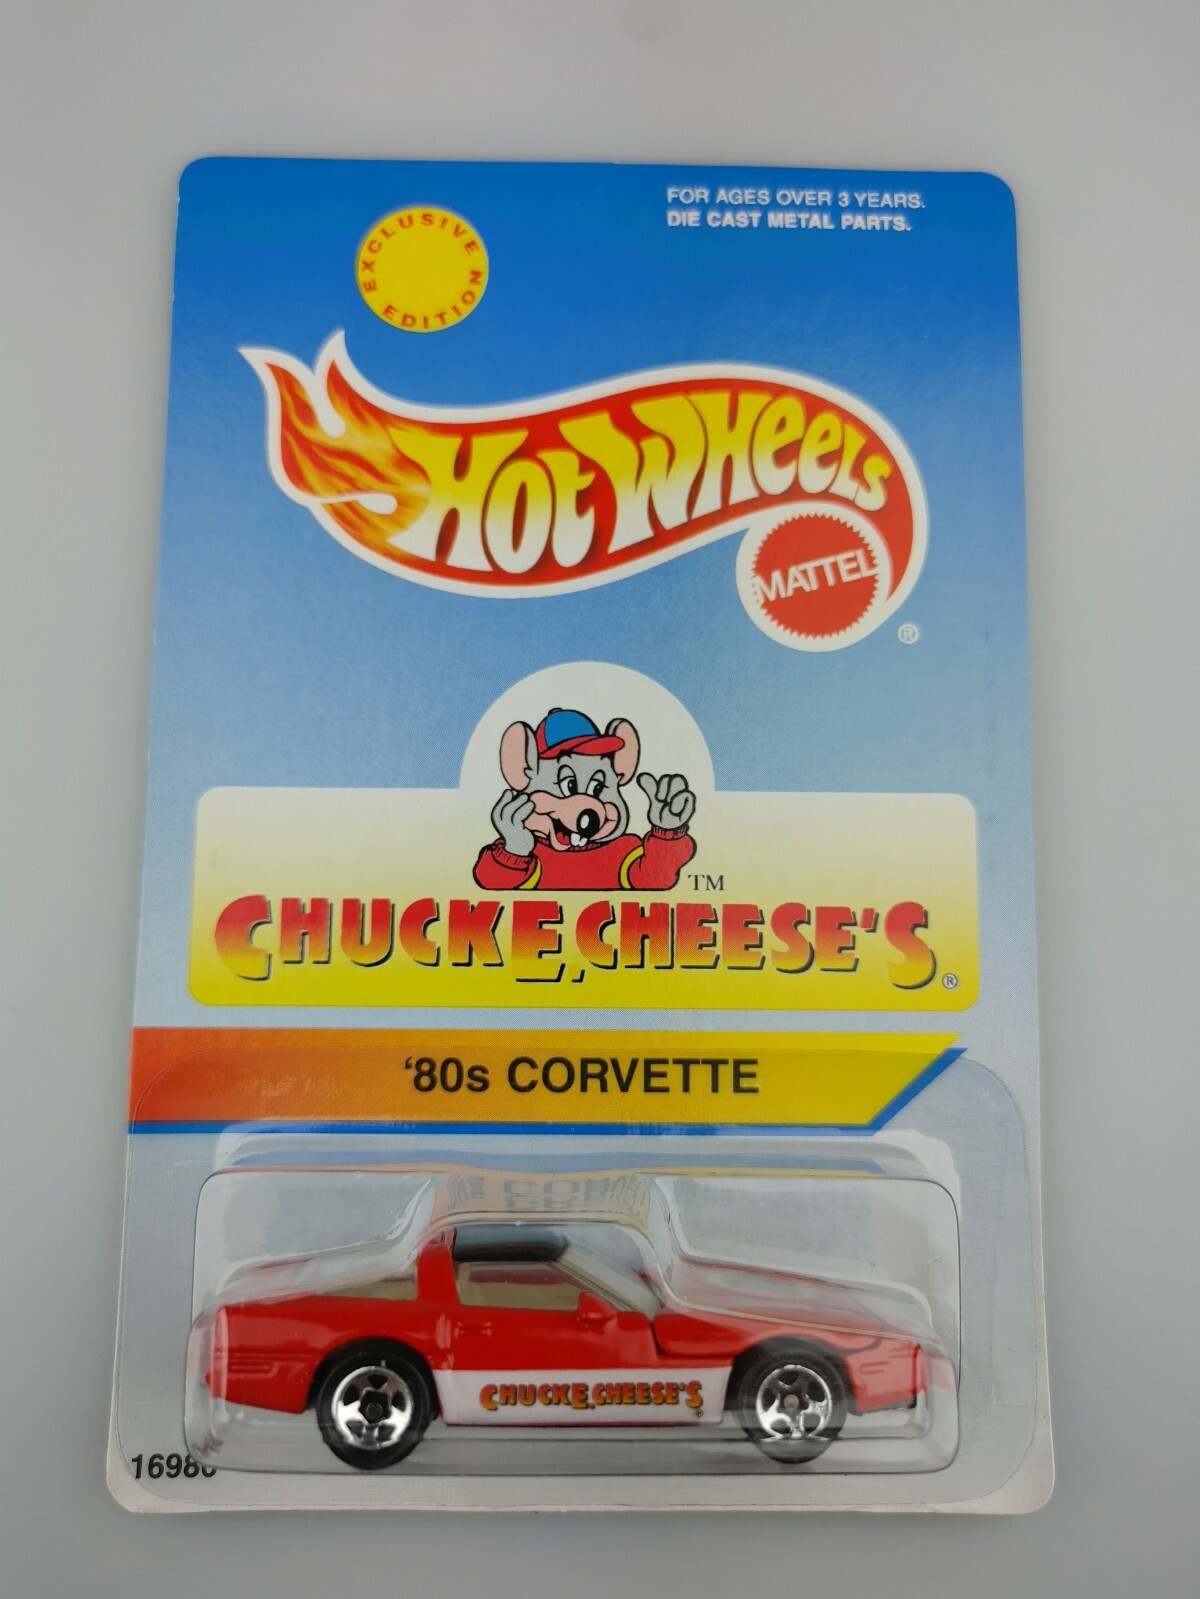 EXCLUSIVE EDITION
FOR AGES OVER 3 YEARS.
DIE CAST METAL PARTS.
HOT WHEELS
MATTEL
®
TM
CHUCK E. CHEESE'S
®
'80s CORVETTE
CHUCK E. CHEESE'S
®